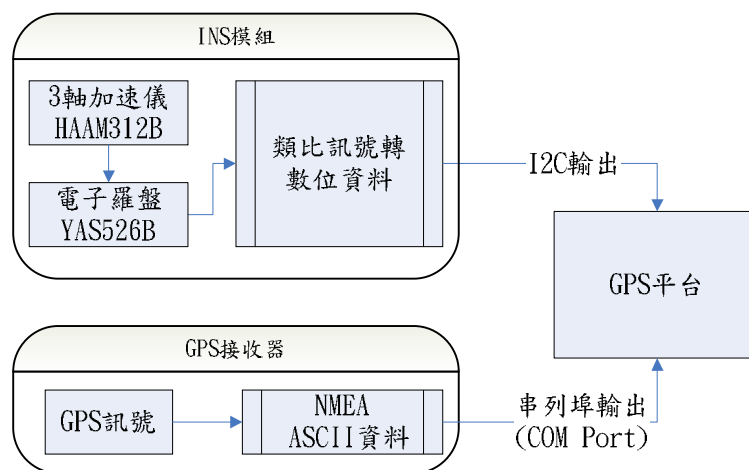 INS模組
3軸加速儀
HAAM312B
電子羅盤
YAS526B
類比訊號轉
數位資料
I2C輸出
GPS平台
GPS接收器
GPS訊號
NMEA
ASCII資料
串列埠輸出
(COM Port)